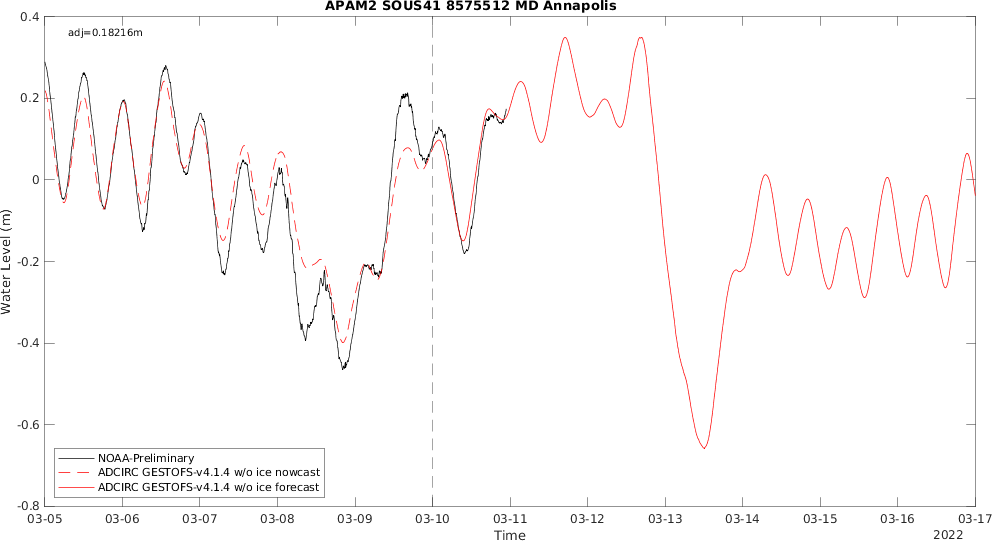 APAM2 SOUS41 8575512 MD Annapolis
adj=0.18216m
0.4
0.2
0
-0.2
-0.4
-0.6
-0.8
Water Level (m)
NOAA-Preliminary
ADCIRC GESTOFS-v4.1.4 w/o ice nowcast
ADCIRC GESTOFS-v4.1.4 w/o ice forecast
03-05 03-06 03-07 03-08 03-09 03-10 03-11 03-12 03-13 03-14 03-15 03-16 03-17
Time
2022